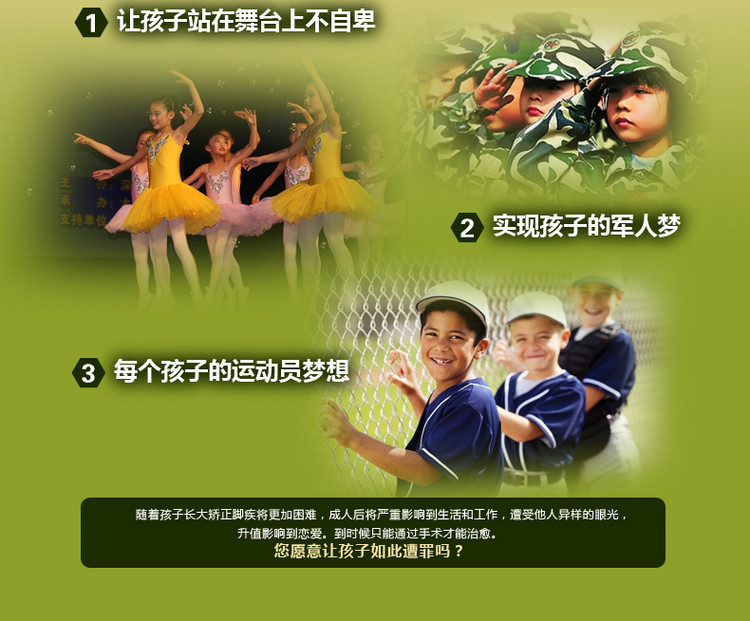 1 让孩子站在舞台上不自卑
主 办：深
承 办：
支持单位：
2 实现孩子的军人梦
3 每个孩子的运动员梦想
随着孩子长大矫正脚疾将更加困难，成人后将严重影响到生活和工作，遭受他人异样的眼光，
升值影响到恋爱。到时候只能通过手术才能治愈。
您愿意让孩子如此遭罪吗？